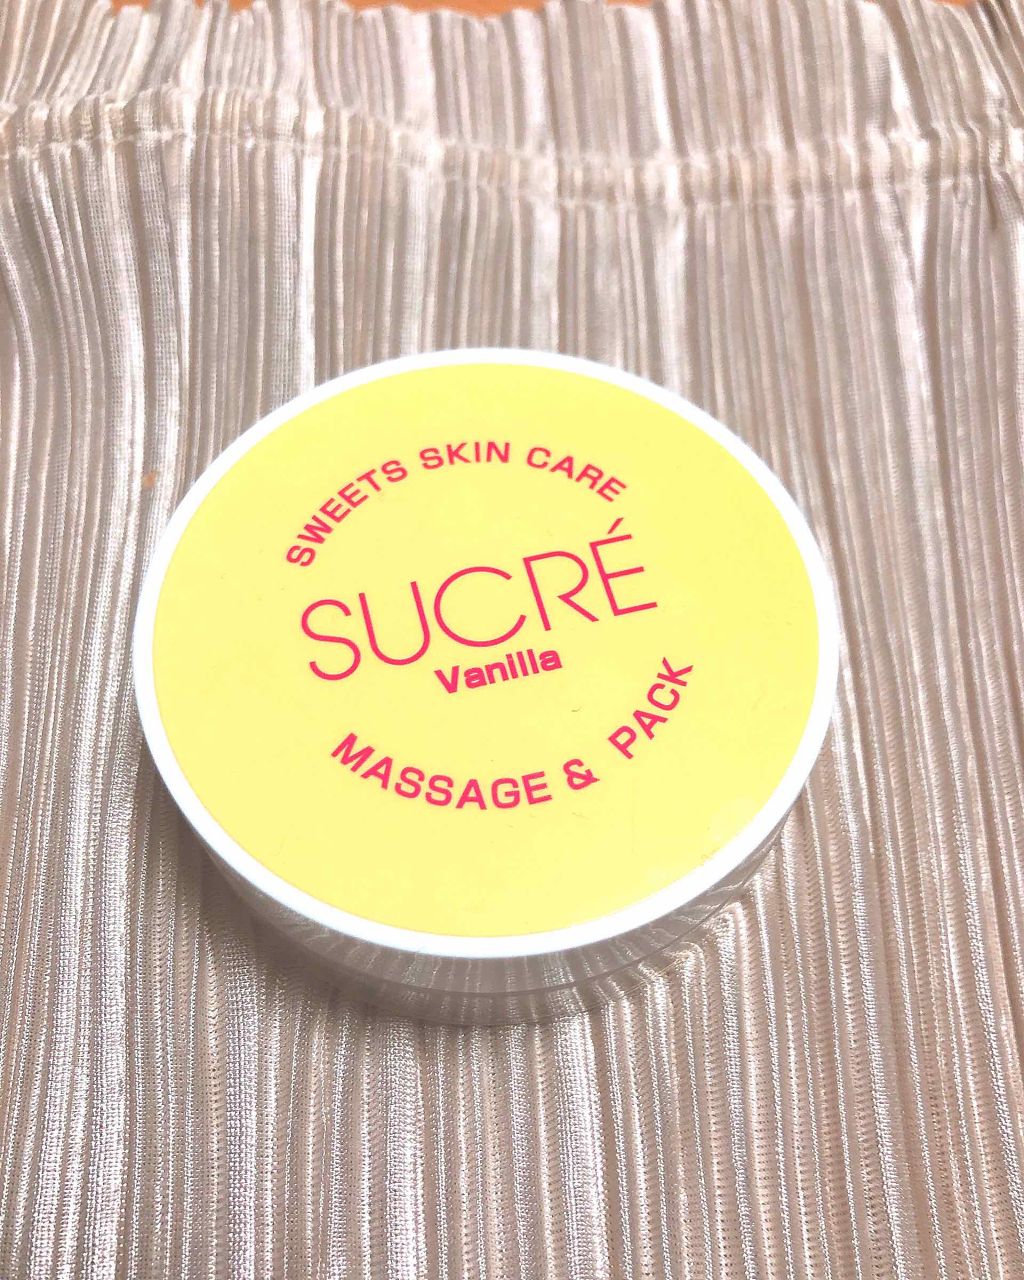 SWEETS SKIN CARE
SUCRÉ
Vanilla
MASSAGE & PACK